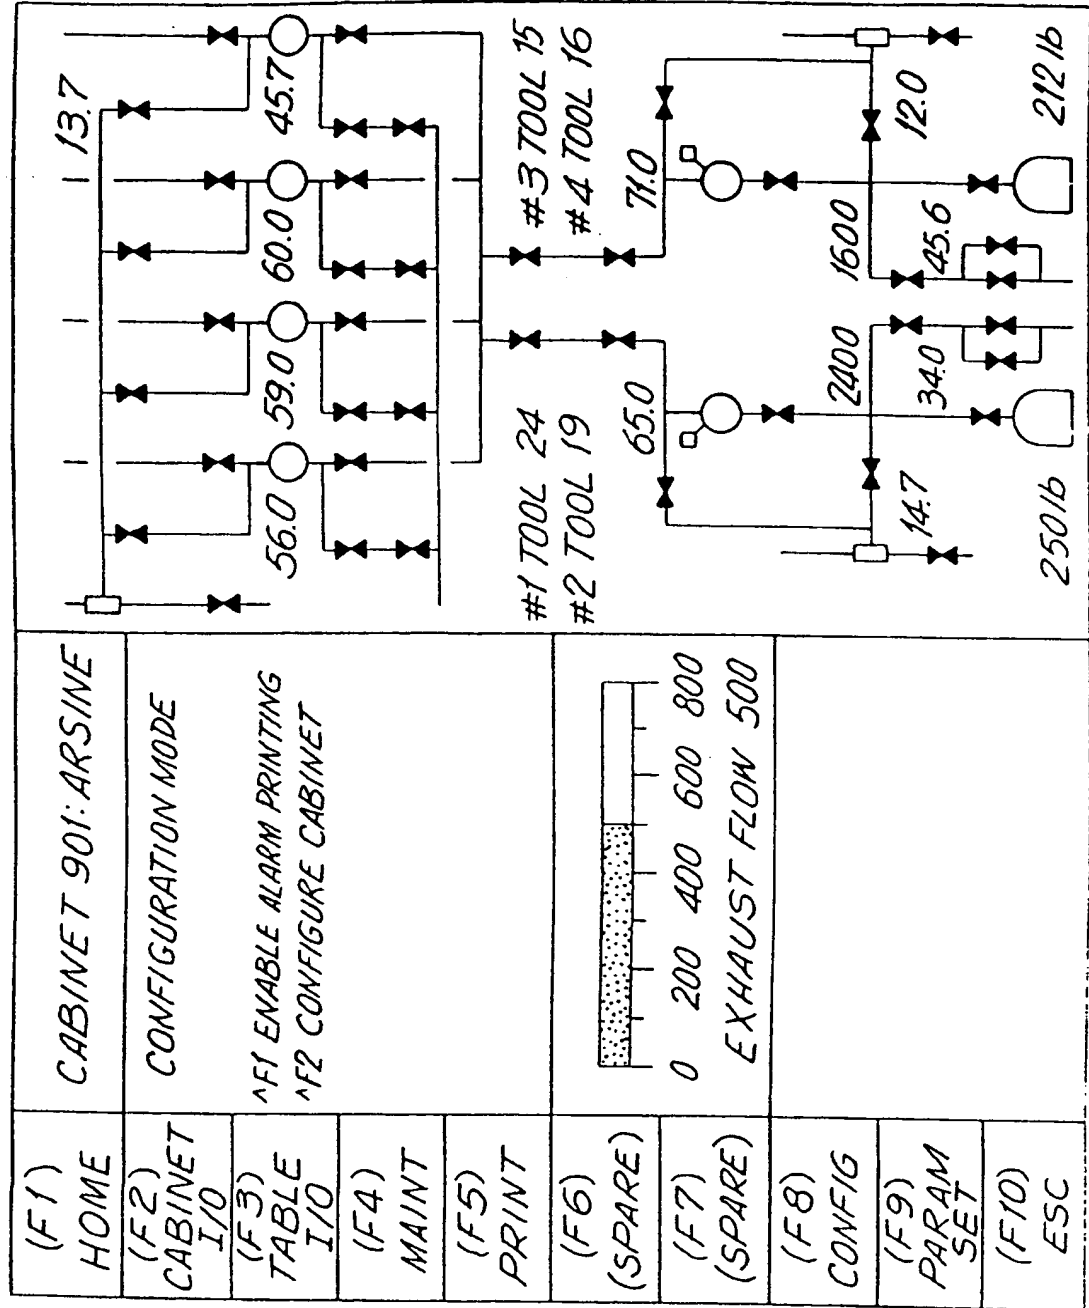 (F1)
HOME
(F2)
CABINET
I/O
(F3)
TABLE
I/O
(F4)
MAINT
(F5)
PRINT
(F6)
(SPARE)
(F7)
(SPARE)
(F8)
CONFIG
(F9)
PARAM
SET
(F10)
ESC
CABINET 901: ARSINE
CONFIGURATION MODE
^F1 ENABLE ALARM PRINTING
^F2 CONFIGURE CABINET
0 200 400 600 800
EXHAUST FLOW 500
13.7
56.0 59.0 60.0 45.7
#1 TOOL 24
#2 TOOL 19
#3 TOOL 15
#4 TOOL 16
65.0 71.0
2400 1600
14.7 34.0 45.6 12.0
250 lb 212 lb